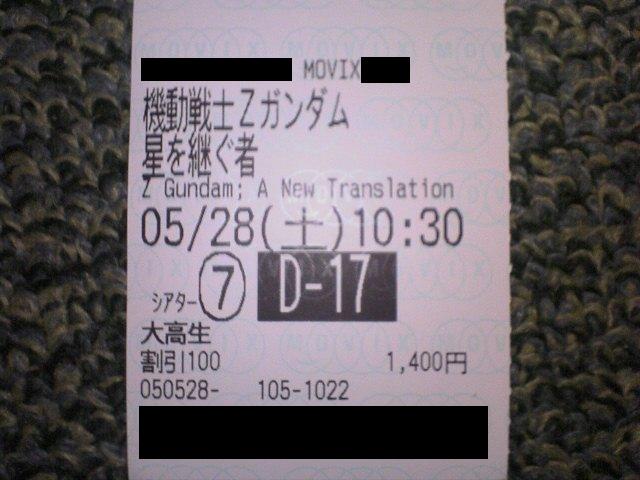 MOVIX
機動戦士Zガンダム
星を継ぐ者
Z Gundam; A New Translation
05/28(土)10:30
シアター 7 D-17
大高生
割引100 1,400円
050528- 105-1022